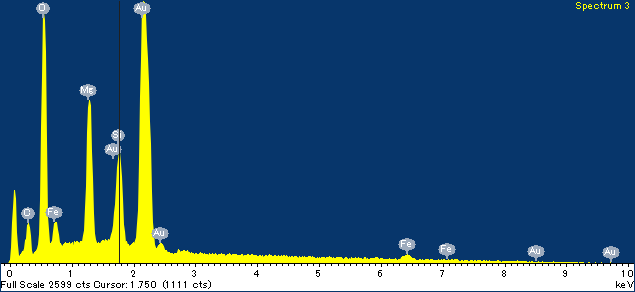 Spectrum 3
O
Au
Mg
Si
Au
C
Fe
Au
Fe
Fe
Au
Au
0 1 2 3 4 5 6 7 8 9 10
Full Scale 2599 cts Cursor: 1.750 (1111 cts) keV